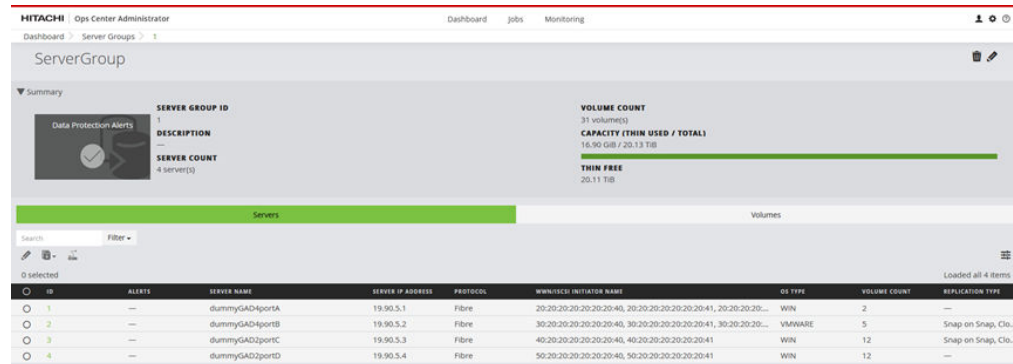 HITACHI Ops Center Administrator Dashboard Jobs Monitoring
Dashboard > Server Groups > 1
ServerGroup
Summary
Data Protection Alerts
SERVER GROUP ID
1
DESCRIPTION
—
SERVER COUNT
4 server(s)
VOLUME COUNT
31 volume(s)
CAPACITY (THIN USED / TOTAL)
16.90 GiB / 20.13 TiB
THIN FREE
20.11 TiB
Servers Volumes
Search Filter
0 selected Loaded all 4 items
ID ALERTS SERVER NAME SERVER IP ADDRESS PROTOCOL WWN/ISCSI INITIATOR NAME OS TYPE VOLUME COUNT REPLICATION TYPE
1 — dummyGAD4portA 19.90.5.1 Fibre 20:20:20:20:20:20:20:40, 20:20:20:20:20:20:20:41, 20:20:20:20:... WIN 2 —
2 — dummyGAD4portB 19.90.5.2 Fibre 30:20:20:20:20:20:20:40, 30:20:20:20:20:20:20:41, 30:20:20:20:... VMWARE 5 Snap on Snap, Clo...
3 — dummyGAD2portC 19.90.5.3 Fibre 40:20:20:20:20:20:20:40, 40:20:20:20:20:20:20:41 WIN 12 Snap on Snap, Clo...
4 — dummyGAD2portD 19.90.5.4 Fibre 50:20:20:20:20:20:20:40, 50:20:20:20:20:20:20:41 WIN 12 —